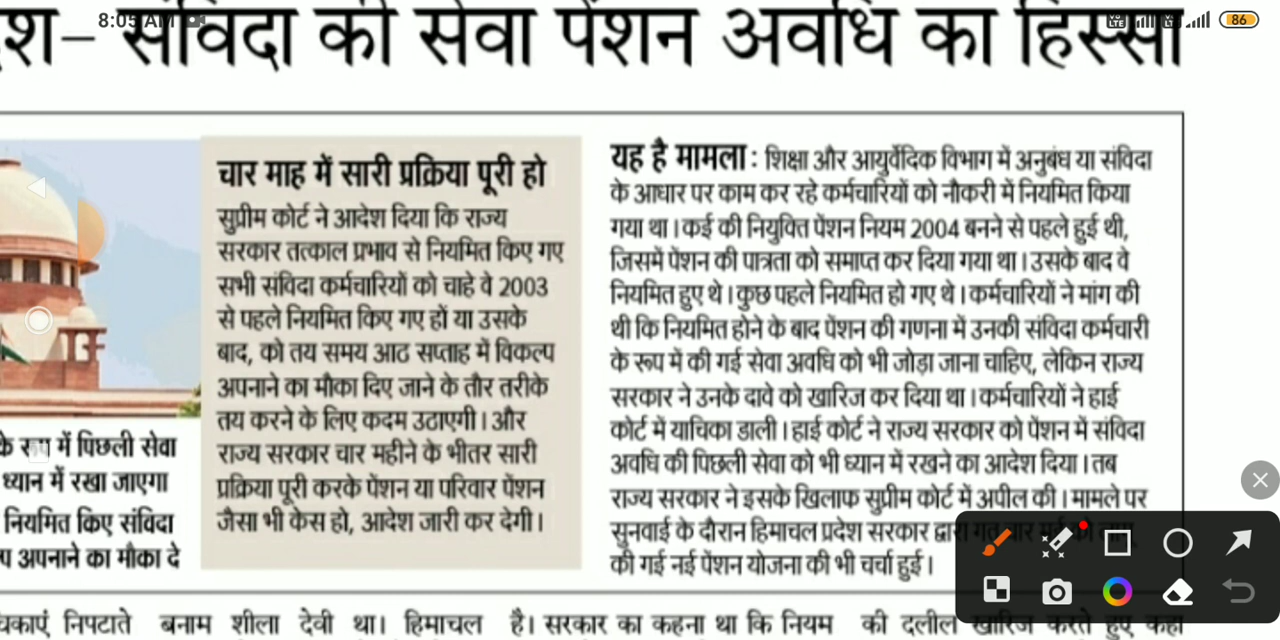 8:05 AM
86
संविदा की सेवा पेंशन अवधि का हिस्सा
चार माह में सारी प्रक्रिया पूरी हो
सुप्रीम कोर्ट ने आदेश दिया कि राज्य
सरकार तत्काल प्रभाव से नियमित किए गए
सभी संविदा कर्मचारियों को चाहे वे 2003
से पहले नियमित किए गए हों या उसके
बाद, को तय समय आठ सप्ताह में विकल्प
अपनाने का मौका दिए जाने के तौर तरीके
तय करने के लिए कदम उठाएगी। और
राज्य सरकार चार महीने के भीतर सारी
प्रक्रिया पूरी करके पेंशन या परिवार पेंशन
जैसा भी केस हो, आदेश जारी कर देगी।
यह है मामला : शिक्षा और आयुर्वेदिक विभाग में अनुबंध या संविदा
के आधार पर काम कर रहे कर्मचारियों को नौकरी में नियमित किया
गया था। कई की नियुक्ति पेंशन नियम 2004 बनने से पहले हुई थी,
जिसमें पेंशन की पात्रता को समाप्त कर दिया गया था। उसके बाद वे
नियमित हुए थे। कुछ पहले नियमित हो गए थे। कर्मचारियों ने मांग की
थी कि नियमित होने के बाद पेंशन की गणना में उनकी संविदा कर्मचारी
के रूप में की गई सेवा अवधि को भी जोड़ा जाना चाहिए, लेकिन राज्य
सरकार ने उनके दावे को खारिज कर दिया था। कर्मचारियों ने हाई
कोर्ट में याचिका डाली। हाई कोर्ट ने राज्य सरकार को पेंशन में संविदा
अवधि की पिछली सेवा को भी ध्यान में रखने का आदेश दिया। तब
राज्य सरकार ने इसके खिलाफ सुप्रीम कोर्ट में अपील की। मामले पर
सुनवाई के दौरान हिमाचल प्रदेश सरकार द्वारा गत चार मई को लागू
की गई नई पेंशन योजना की भी चर्चा हुई।
के रूप में पिछली सेवा
ध्यान में रखा जाएगा
नियमित किए संविदा
अपनाने का मौका दे
निपटाते बनाम शीला देवी था। हिमाचल है। सरकार का कहना था कि नियम की दलील खारिज करते हुए कहा